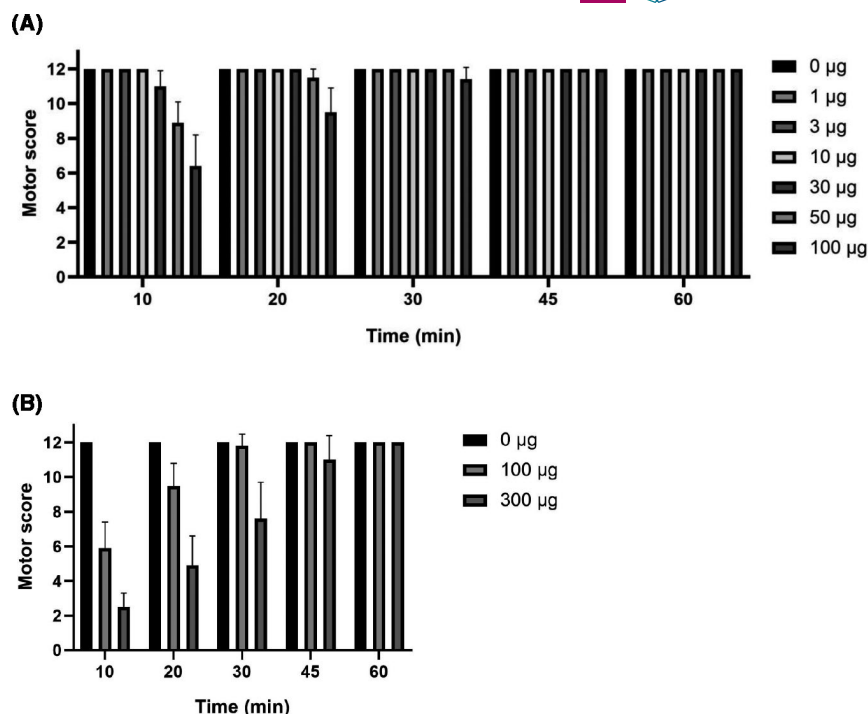 (A)
12
10
8
6
4
2
0
Motor score
10 20 30 45 60
Time (min)
0 µg
1 µg
3 µg
10 µg
30 µg
50 µg
100 µg
(B)
12
10
8
6
4
2
0
Motor score
10 20 30 45 60
Time (min)
0 µg
100 µg
300 µg